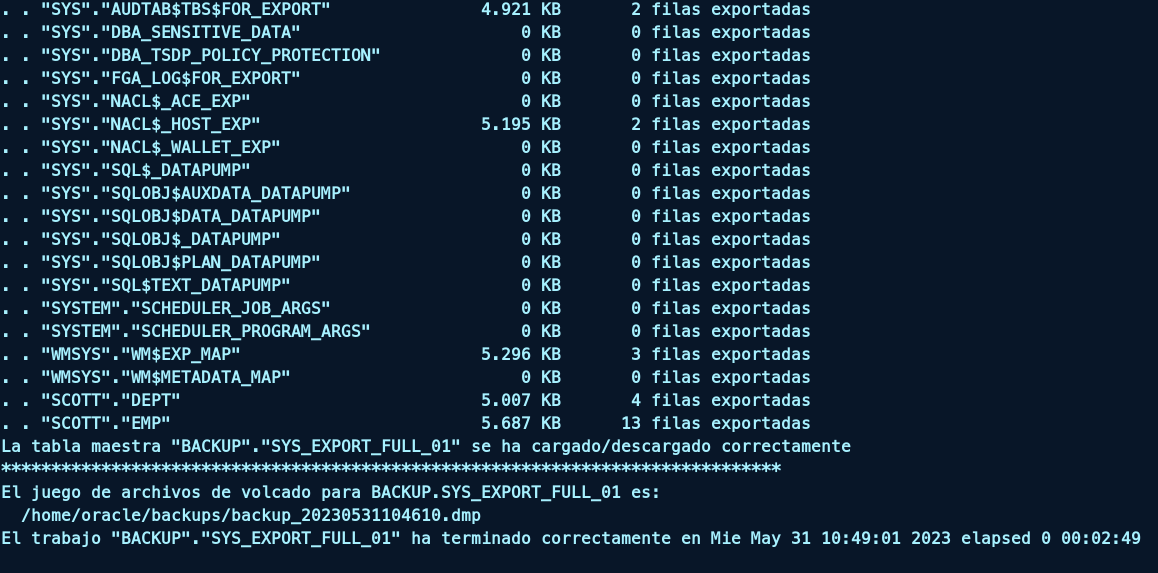 . . "SYS"."AUDTAB$TBS$FOR_EXPORT" 4.921 KB 2 filas exportadas
. . "SYS"."DBA_SENSITIVE_DATA" 0 KB 0 filas exportadas
. . "SYS"."DBA_TSDP_POLICY_PROTECTION" 0 KB 0 filas exportadas
. . "SYS"."FGA_LOG$FOR_EXPORT" 0 KB 0 filas exportadas
. . "SYS"."NACL$_ACE_EXP" 0 KB 0 filas exportadas
. . "SYS"."NACL$_HOST_EXP" 5.195 KB 2 filas exportadas
. . "SYS"."NACL$_WALLET_EXP" 0 KB 0 filas exportadas
. . "SYS"."SQL$_DATAPUMP" 0 KB 0 filas exportadas
. . "SYS"."SQLOBJ$AUXDATA_DATAPUMP" 0 KB 0 filas exportadas
. . "SYS"."SQLOBJ$DATA_DATAPUMP" 0 KB 0 filas exportadas
. . "SYS"."SQLOBJ$_DATAPUMP" 0 KB 0 filas exportadas
. . "SYS"."SQLOBJ$PLAN_DATAPUMP" 0 KB 0 filas exportadas
. . "SYS"."SQL$TEXT_DATAPUMP" 0 KB 0 filas exportadas
. . "SYSTEM"."SCHEDULER_JOB_ARGS" 0 KB 0 filas exportadas
. . "SYSTEM"."SCHEDULER_PROGRAM_ARGS" 0 KB 0 filas exportadas
. . "WMSYS"."WM$EXP_MAP" 5.296 KB 3 filas exportadas
. . "WMSYS"."WM$METADATA_MAP" 0 KB 0 filas exportadas
. . "SCOTT"."DEPT" 5.007 KB 4 filas exportadas
. . "SCOTT"."EMP" 5.687 KB 13 filas exportadas
La tabla maestra "BACKUP"."SYS_EXPORT_FULL_01" se ha cargado/descargado correctamente
******************************************************************************
El juego de archivos de volcado para BACKUP.SYS_EXPORT_FULL_01 es:
/home/oracle/backups/backup_20230531104610.dmp
El trabajo "BACKUP"."SYS_EXPORT_FULL_01" ha terminado correctamente en Mie May 31 10:49:01 2023 elapsed 0 00:02:49